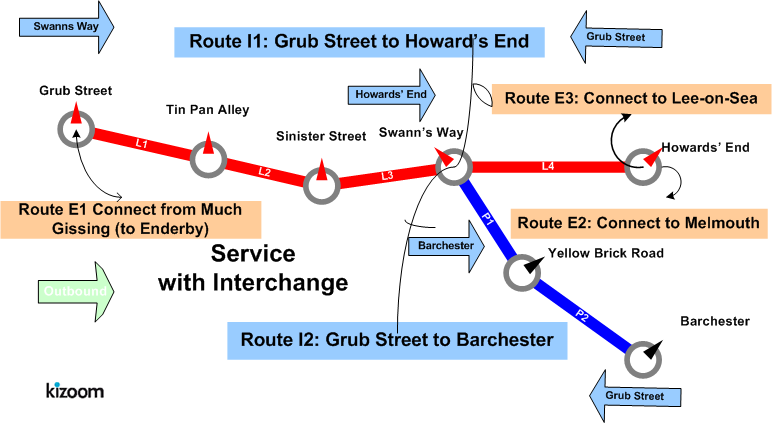 Swanns Way
Route I1: Grub Street to Howard's End
Grub Street
Grub Street
Howards' End
Route E3: Connect to Lee-on-Sea
Tin Pan Alley
Sinister Street
Swann's Way
Howards' End
L1
L2
L3
L4
Route E1 Connect from Much
Gissing (to Enderby)
P1
Route E2: Connect to Melmouth
Barchester
Service
with Interchange
Yellow Brick Road
Outbound
P2
Barchester
Route I2: Grub Street to Barchester
kizoom
Grub Street